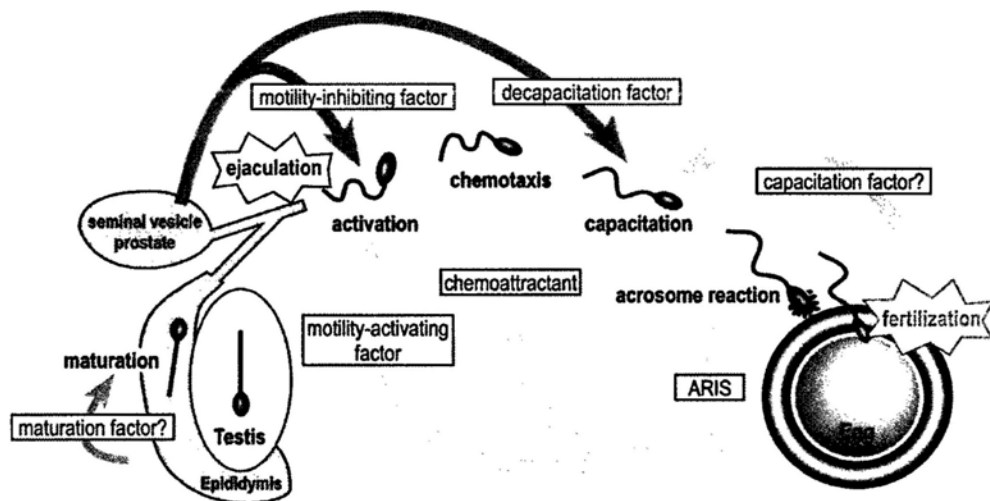 motility-inhibiting factor
decapacitation factor
ejaculation
chemotaxis
capacitation factor?
seminal vesicle
prostate
activation
capacitation
chemoattractant
acrosome reaction
fertilization
motility-activating
factor
maturation
ARIS
maturation factor?
Testis
Egg
Epididymis